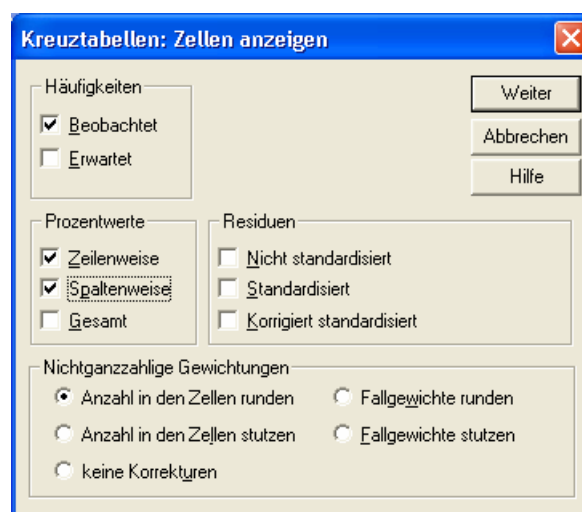 Kreuztabellen: Zellen anzeigen
Häufigkeiten
Beobachtet
Erwartet
Weiter
Abbrechen
Hilfe
Prozentwerte
Zeilenweise
Spaltenweise
Gesamt
Residuen
Nicht standardisiert
Standardisiert
Korrigiert standardisiert
Nichtganzzahlige Gewichtungen
Anzahl in den Zellen runden
Fallgewichte runden
Anzahl in den Zellen stutzen
Fallgewichte stutzen
keine Korrekturen